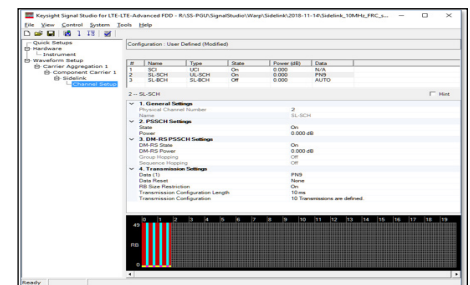 Keysight Signal Studio for LTE-LTE-Advanced FDD - R:\SS-PGU\SignalStudio\Warp\Sidelink\2018-11-14\Sidelink_10MHz_FRC_s...
File View Control System Tools Help
Quick Setups
Hardware
Instrument
Waveform Setup
Carrier Aggregation 1
Component Carrier 1
Sidelink
Channel Setup
Configuration : User Defined (Modified)
# Name Type State Power (dB) Data
1 SCI UCI On 0.000 N/A
2 SL-SCH UL-SCH On 0.000 PN9
3 SL-BCH SL-BCH Off 0.000 AUTO
2 -- SL-SCH Hint
1. General Settings
Physical Channel Number 2
Name SL-SCH
2. PSSCH Settings
State On
Power 0.000 dB
3. DM-RS PSSCH Settings
DM-RS State On
DM-RS Power 0.000 dB
Group Hopping Off
Sequence Hopping Off
4. Transmission Settings
Data (1) PN9
Data Reset None
RB Size Restriction On
Transmission Configuration Length 10 ms
Transmission Configuration 10 Transmissions are defined.
0 1 2 3 4 5 6 7 8 9 10 11 12 13 14 15 16 17 18 19
49
RB
0
Ready